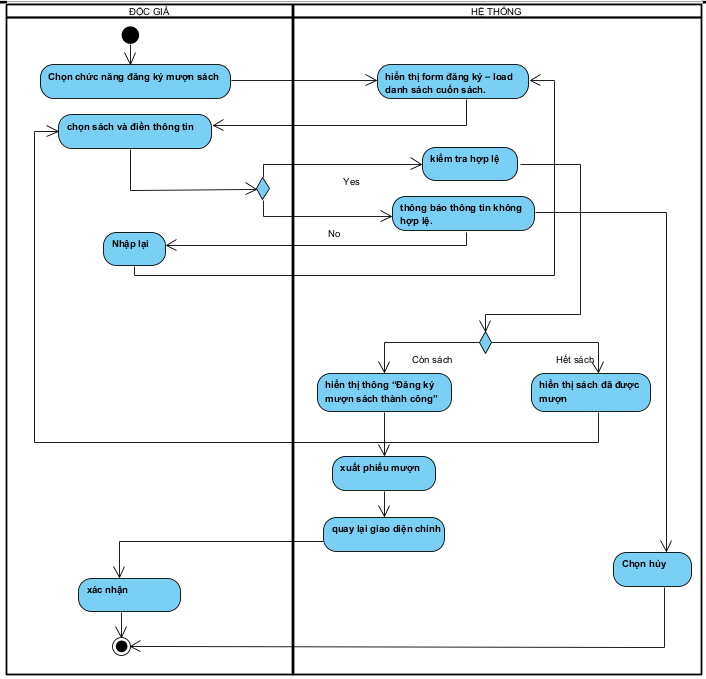 ĐỘC GIẢ
HỆ THỐNG
Chọn chức năng đăng ký mượn sách
hiển thị form đăng ký – load
danh sách cuốn sách.
chọn sách và điền thông tin
kiểm tra hợp lệ
Yes
thông báo thông tin không
hợp lệ.
No
Nhập lại
Còn sách
Hết sách
hiển thị thông “Đăng ký
mượn sách thành công”
hiển thị sách đã được
mượn
xuất phiếu mượn
quay lại giao diện chính
Chọn hủy
xác nhận